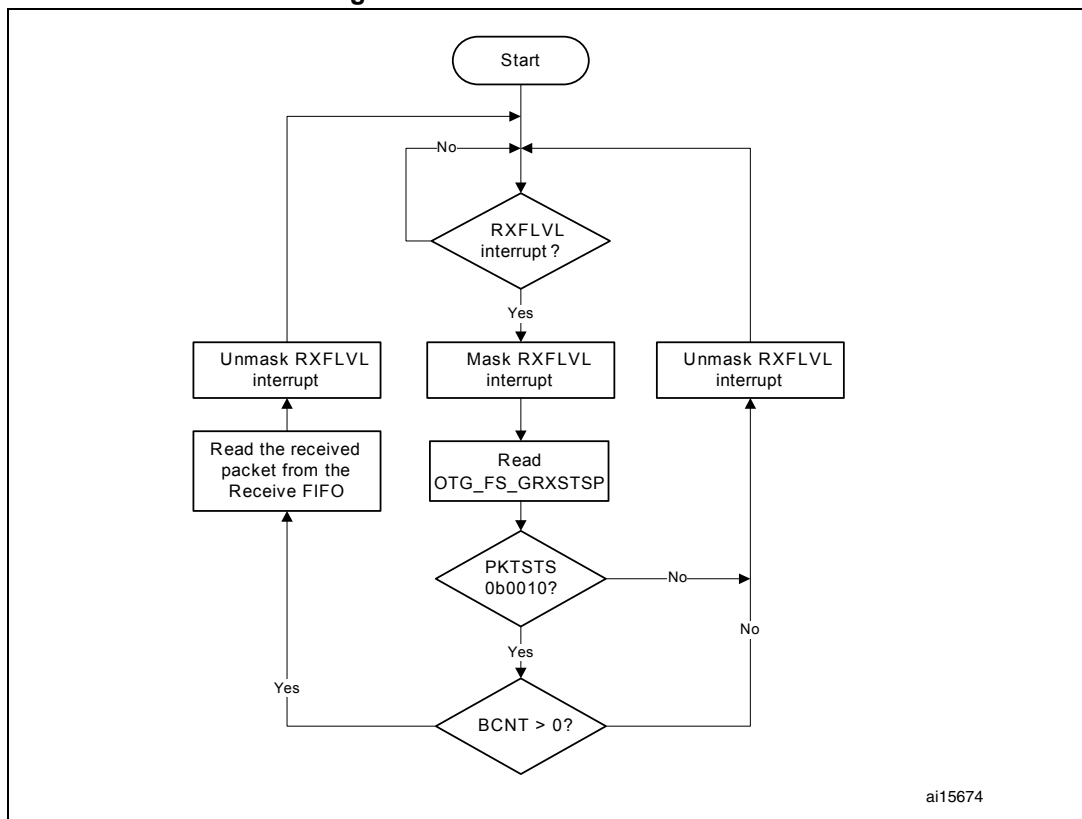 Start
No
RXFLVL
interrupt ?
Yes
Unmask RXFLVL
interrupt
Mask RXFLVL
interrupt
Unmask RXFLVL
interrupt
Read the received
packet from the
Receive FIFO
Read
OTG_FS_GRXSTSP
PKTSTS
0b0010?
No
No
Yes
Yes
BCNT > 0?
ai15674